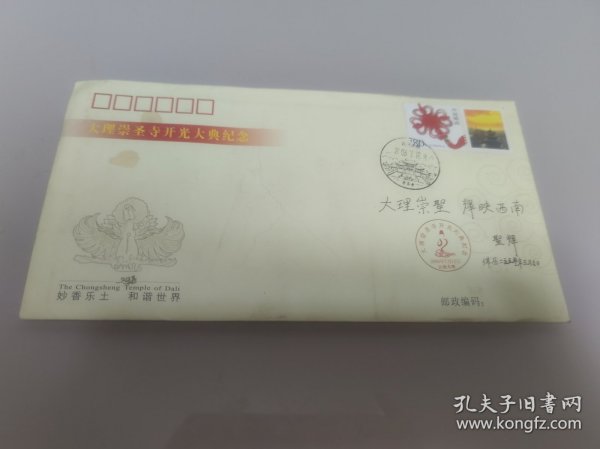 大理崇圣寺开光大典纪念
大理崇聖 輝映西南
聖輝
The Chongsheng Temple of Dali
妙香乐土 和谐世界
邮政编码：
孔夫子旧书网
www.kongfz.com